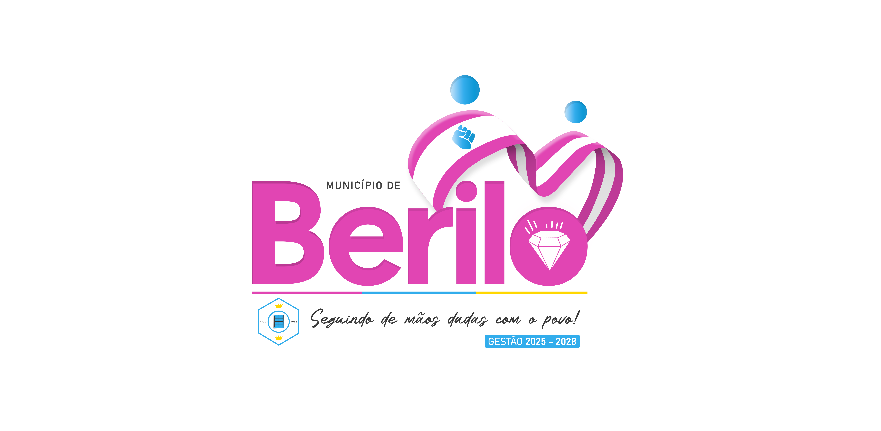 MUNICÍPIO DE
Berilo
Seguindo de mãos dadas com o povo!
GESTÃO 2025 - 2028